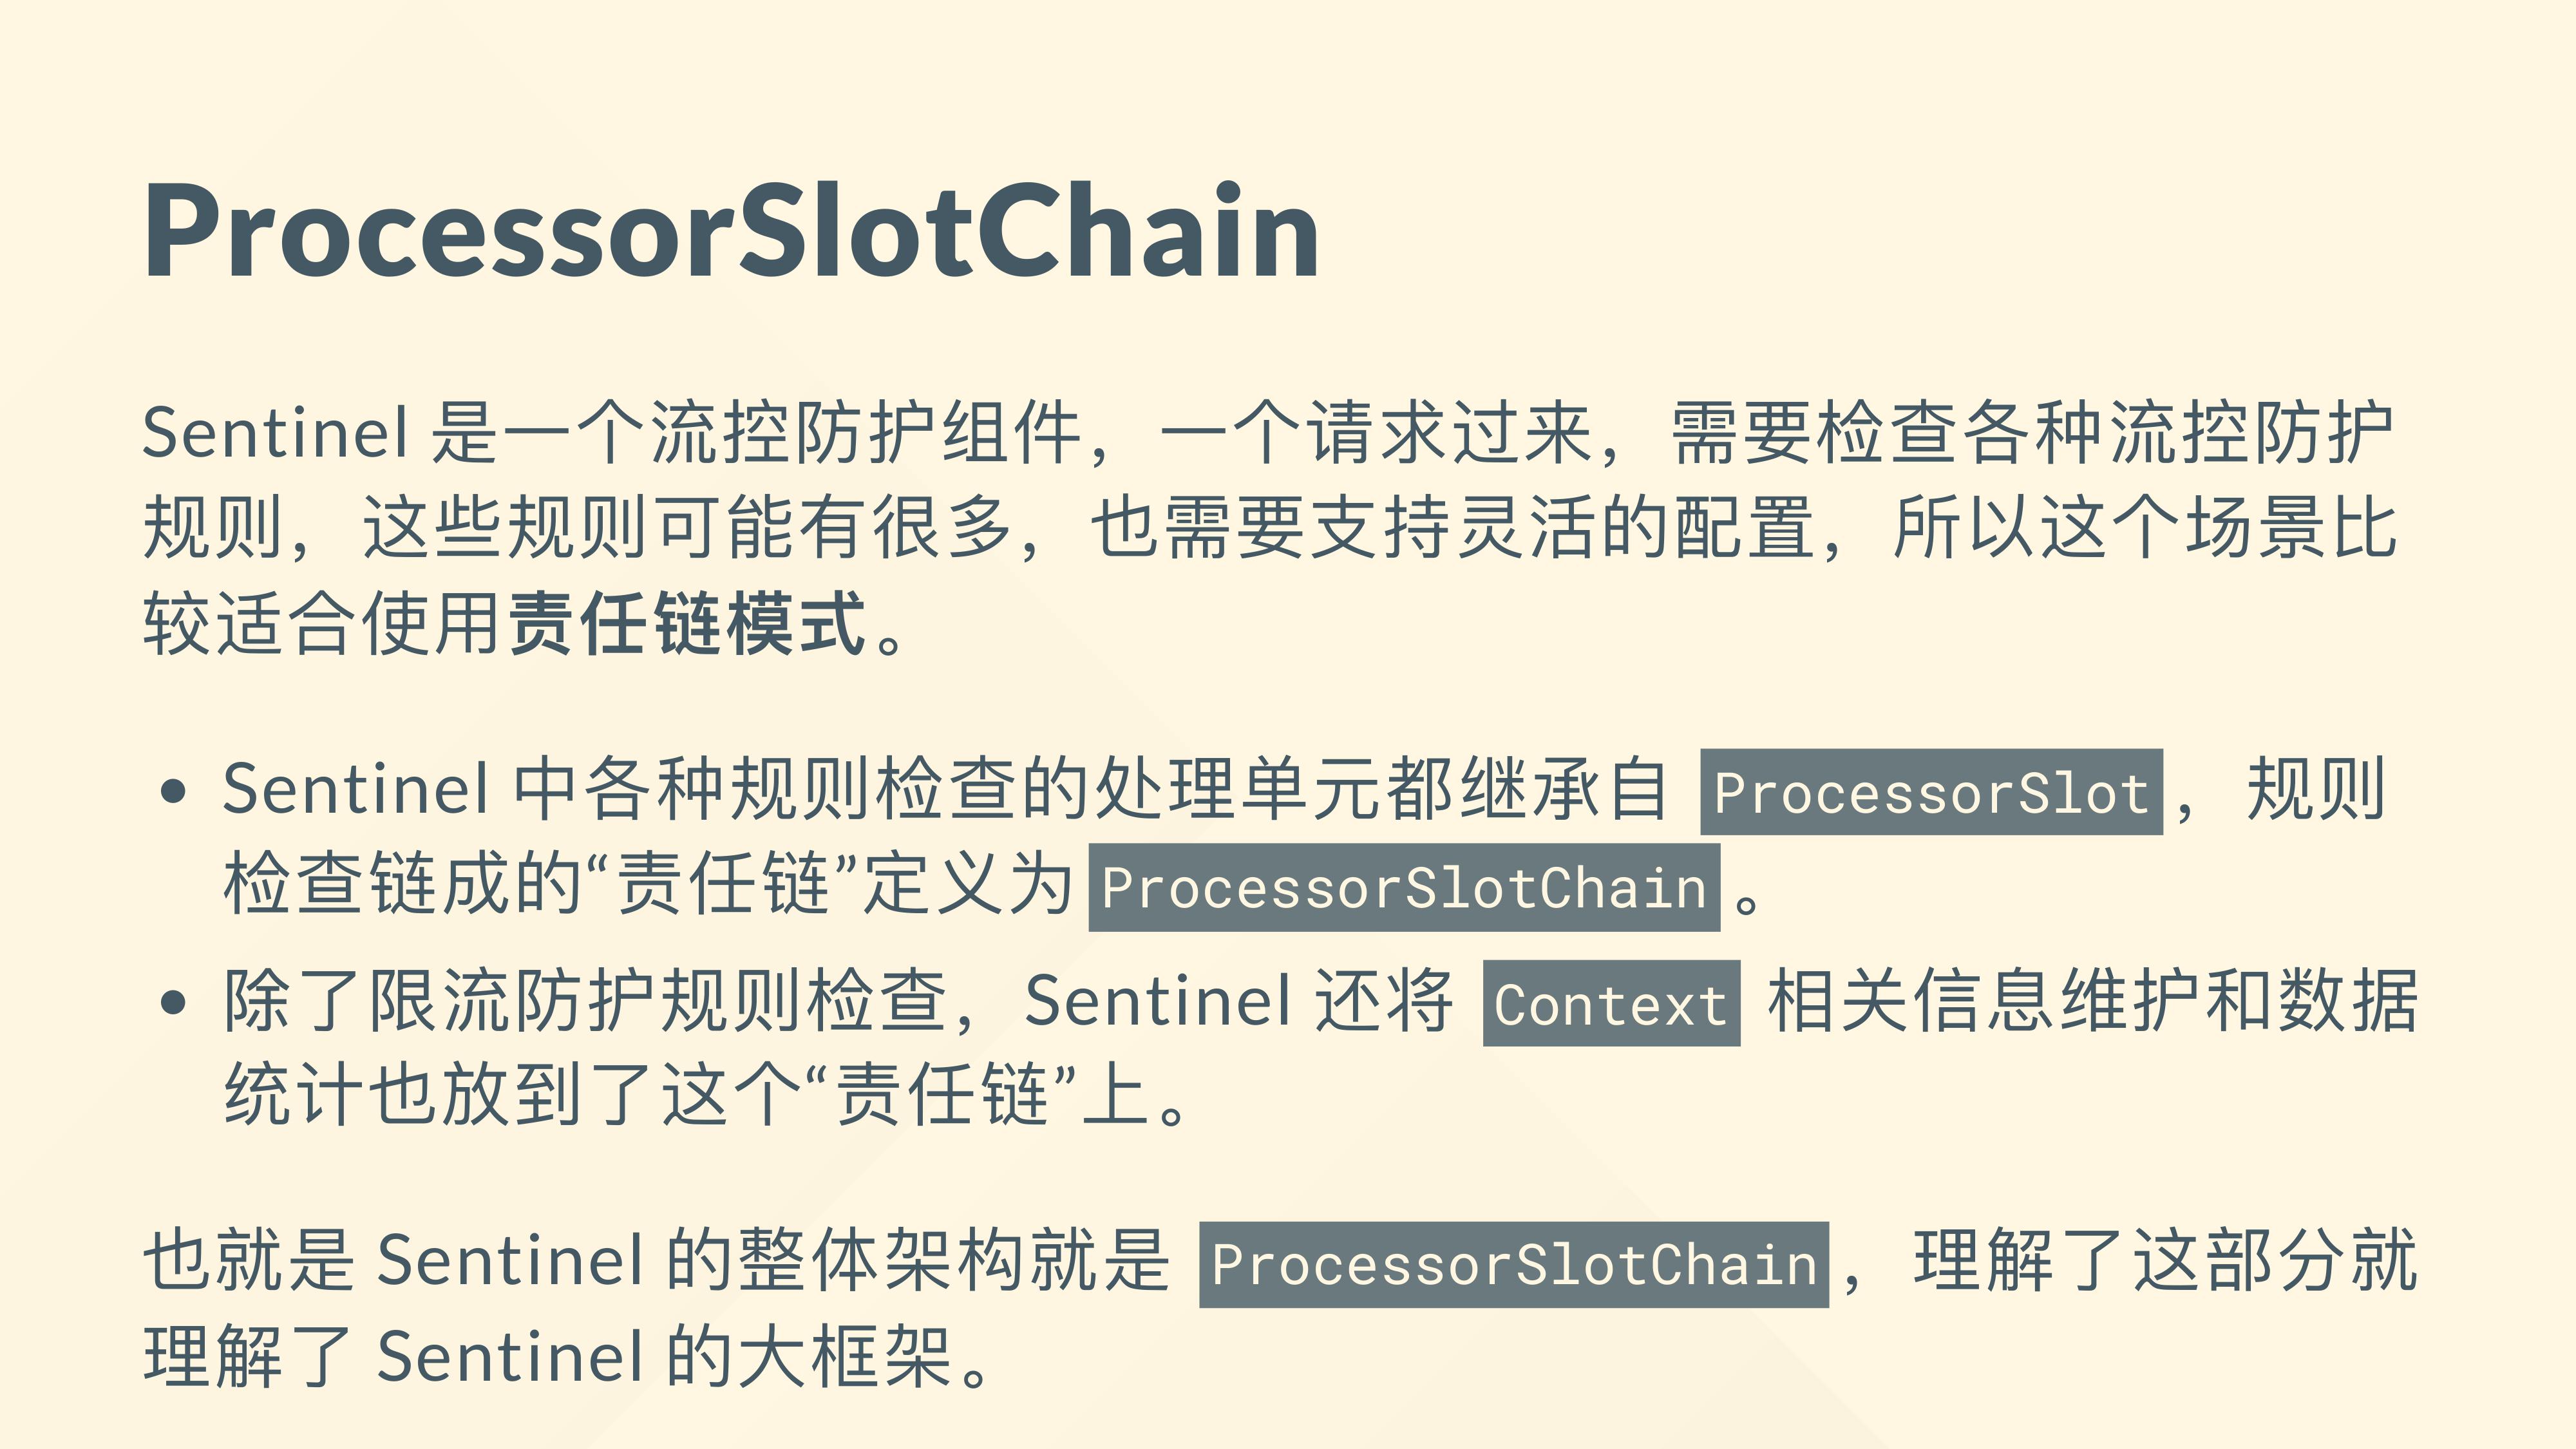 ProcessorSlotChain
Sentinel 是一个流控防护组件，一个请求过来，需要检查各种流控防护
规则，这些规则可能有很多，也需要支持灵活的配置，所以这个场景比
较适合使用责任链模式。
• Sentinel 中各种规则检查的处理单元都继承自 ProcessorSlot，规则
检查链成的“责任链”定义为 ProcessorSlotChain。
• 除了限流防护规则检查，Sentinel 还将 Context 相关信息维护和数据
统计也放到了这个“责任链”上。
也就是 Sentinel 的整体架构就是 ProcessorSlotChain，理解了这部分就
理解了 Sentinel 的大框架。